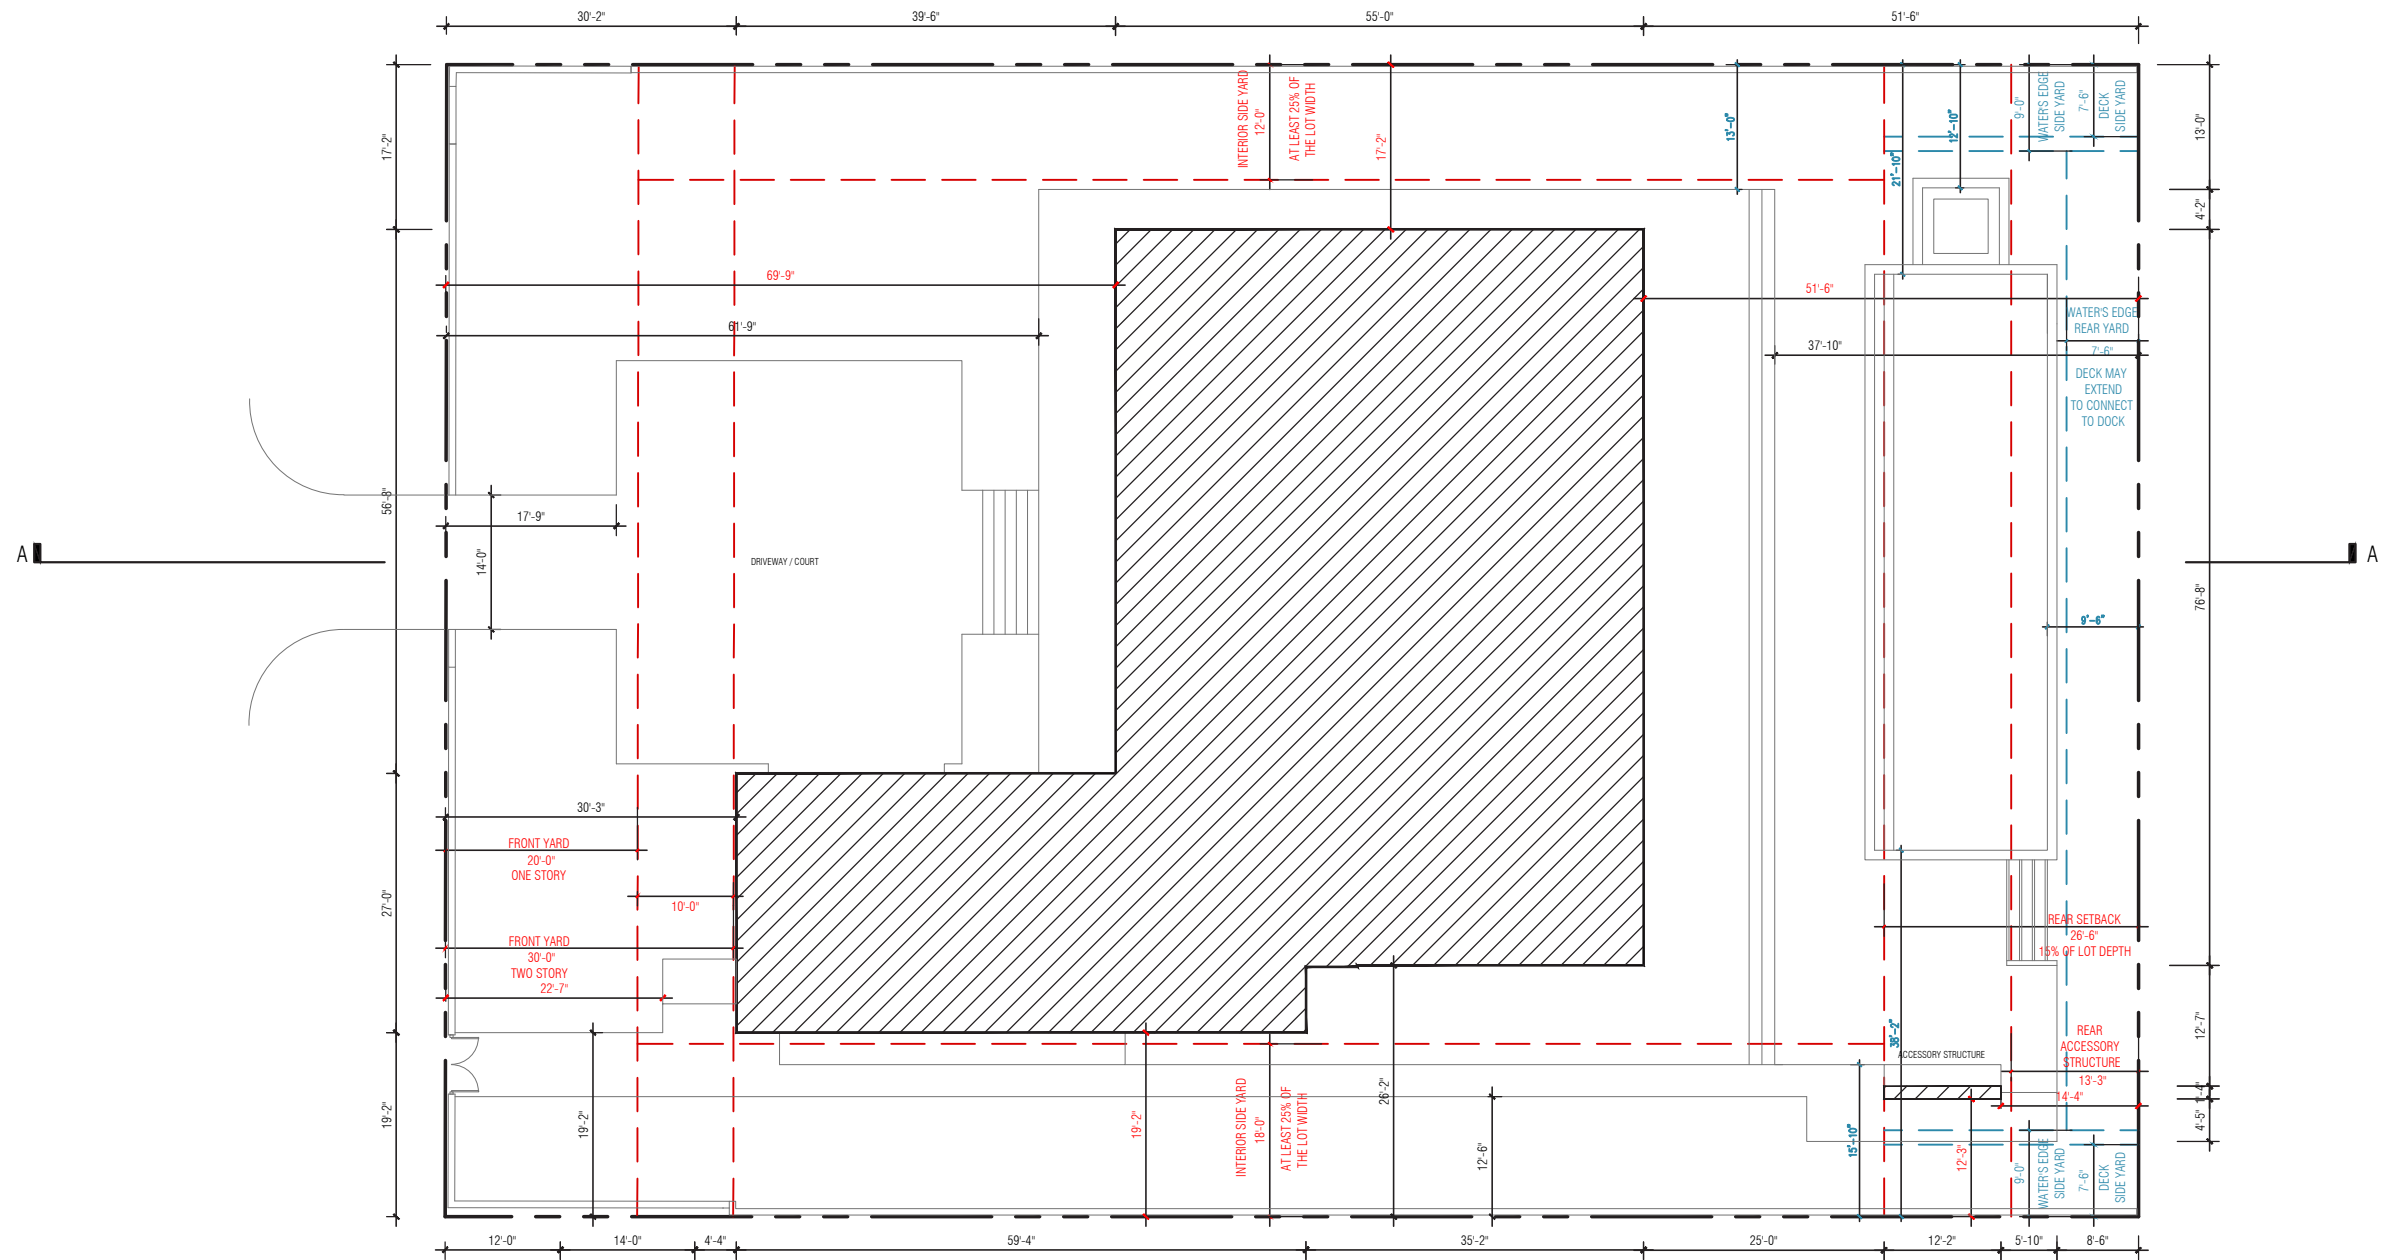 30'-2"
39'-6"
55'-0"
51'-6"
17'-2"
INTERIOR SIDE YARD
12'-0"
AT LEAST 25% OF
THE LOT WIDTH
17'-2"
13'-0"
21'-10"
12'-10"
9'-0"
WATER'S EDGE
SIDE YARD
7'-6"
DECK
SIDE YARD
13'-0"
4'-2"
69'-9"
51'-6"
61'-9"
WATER'S EDGE
REAR YARD
7'-6"
37'-10"
DECK MAY
EXTEND
TO CONNECT
TO DOCK
56'-8"
17'-9"
14'-0"
DRIVEWAY / COURT
A
A
76'-8"
9'-6"
30'-3"
FRONT YARD
20'-0"
ONE STORY
27'-0"
10'-0"
FRONT YARD
30'-0"
TWO STORY
22'-7"
REAR SETBACK
26'-6"
15% OF LOT DEPTH
38'-2"
ACCESSORY STRUCTURE
REAR
ACCESSORY
STRUCTURE
13'-3"
14'-4"
12'-7"
1'-4"
4'-5"
19'-2"
19'-2"
19'-2"
INTERIOR SIDE YARD
18'-0"
AT LEAST 25% OF
THE LOT WIDTH
26'-2"
12'-6"
15'-10"
12'-3"
9'-0"
WATER'S EDGE
SIDE YARD
7'-6"
DECK
SIDE YARD
12'-0"
14'-0"
4'-4"
59'-4"
35'-2"
25'-0"
12'-2"
5'-10"
8'-6"